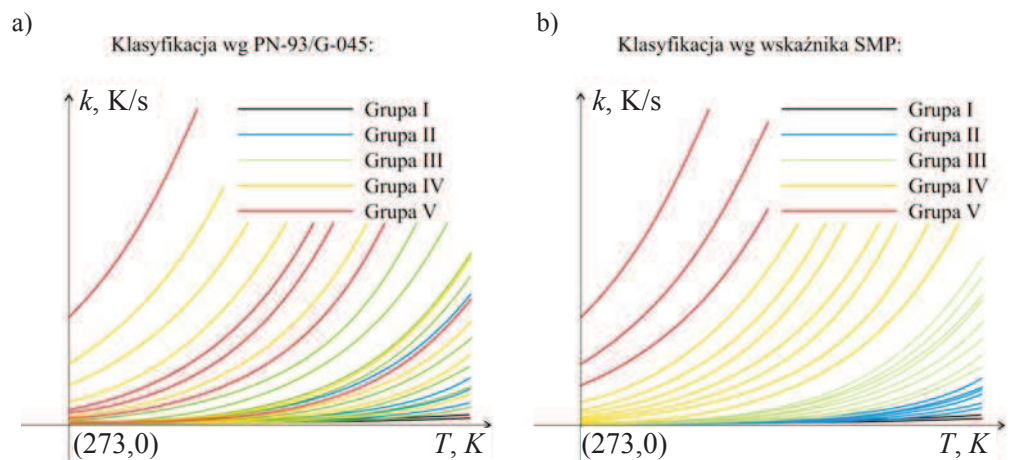 a)
Klasyfikacja wg PN-93/G-045:
k, K/s
Grupa I
Grupa II
Grupa III
Grupa IV
Grupa V
(273,0)
T, K
b)
Klasyfikacja wg wskaźnika SMP:
k, K/s
Grupa I
Grupa II
Grupa III
Grupa IV
Grupa V
(273,0)
T, K